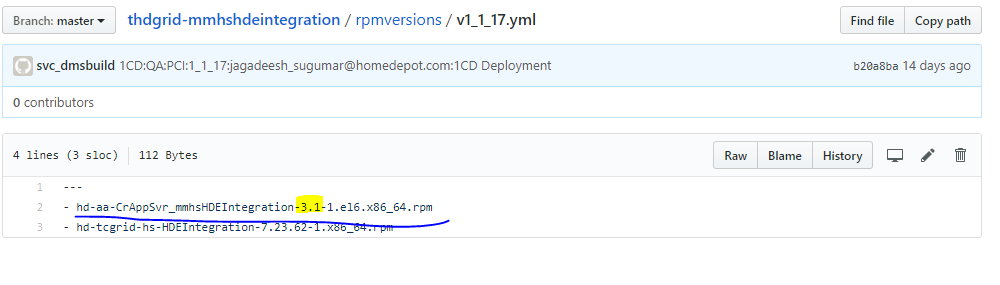 Branch: master thdgrid-mmhshdeintegration / rpmversions / v1_1_17.yml Find file Copy path
svc_dmsbuild 1CD:QA:PCI:1_1_17:jagadeesh_sugumar@homedepot.com:1CD Deployment b20a8ba 14 days ago
0 contributors
4 lines (3 sloc) 112 Bytes Raw Blame History
1 ---
2 - hd-aa-CrAppSvr_mmhsHDEIntegration-3.1-1.el6.x86_64.rpm
3 - hd-tcgrid-hs-HDEIntegration-7.23.62-1.x86_64.rpm